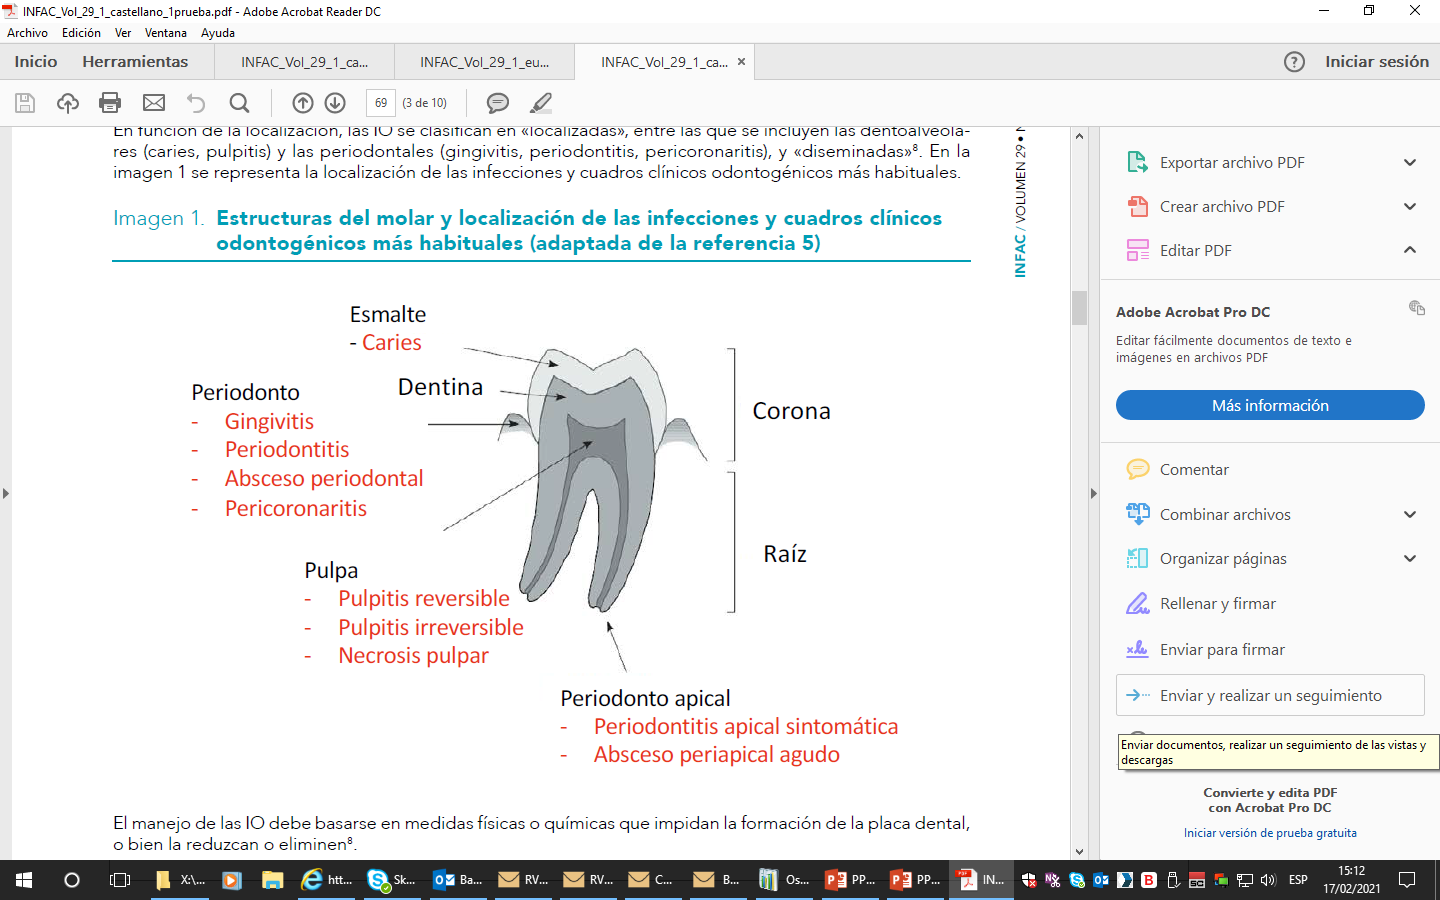 INFAC_Vol_29_1_castellano_1prueba.pdf - Adobe Acrobat Reader DC
Archivo Edición Ver Ventana Ayuda
Inicio Herramientas INFAC_Vol_29_1_ca... INFAC_Vol_29_1_eu... INFAC_Vol_29_1_ca... × ? Iniciar sesión
69 (3 de 10)
En función de la localización, las IO se clasifican en «localizadas», entre las que se incluyen las dentoalveola-
res (caries, pulpitis) y las periodontales (gingivitis, periodontitis, pericoronaritis), y «diseminadas»⁸. En la
imagen 1 se representa la localización de las infecciones y cuadros clínicos odontogénicos más habituales.
Imagen 1. Estructuras del molar y localización de las infecciones y cuadros clínicos
odontogénicos más habituales (adaptada de la referencia 5)
INFAC / VOLUMEN 29 •
Esmalte
- Caries
Dentina
Periodonto
- Gingivitis
- Periodontitis
- Absceso periodontal
- Pericoronaritis
Corona
Raíz
Pulpa
- Pulpitis reversible
- Pulpitis irreversible
- Necrosis pulpar
Periodonto apical
- Periodontitis apical sintomática
- Absceso periapical agudo
El manejo de las IO debe basarse en medidas físicas o químicas que impidan la formación de la placa dental,
o bien la reduzcan o eliminen⁸.
Exportar archivo PDF
Crear archivo PDF
Editar PDF
Adobe Acrobat Pro DC
Editar fácilmente documentos de texto e
imágenes en archivos PDF
Más información
Comentar
Combinar archivos
Organizar páginas
Rellenar y firmar
Enviar para firmar
Enviar y realizar un seguimiento
Enviar documentos, realizar un seguimiento de las vistas y
descargas
Convierte y edita PDF
con Acrobat Pro DC
Iniciar versión de prueba gratuita
X:\... htt... Sk... Ba... RV... RV... C... B... Os... PP... PP... IN... ESP 15:12
17/02/2021